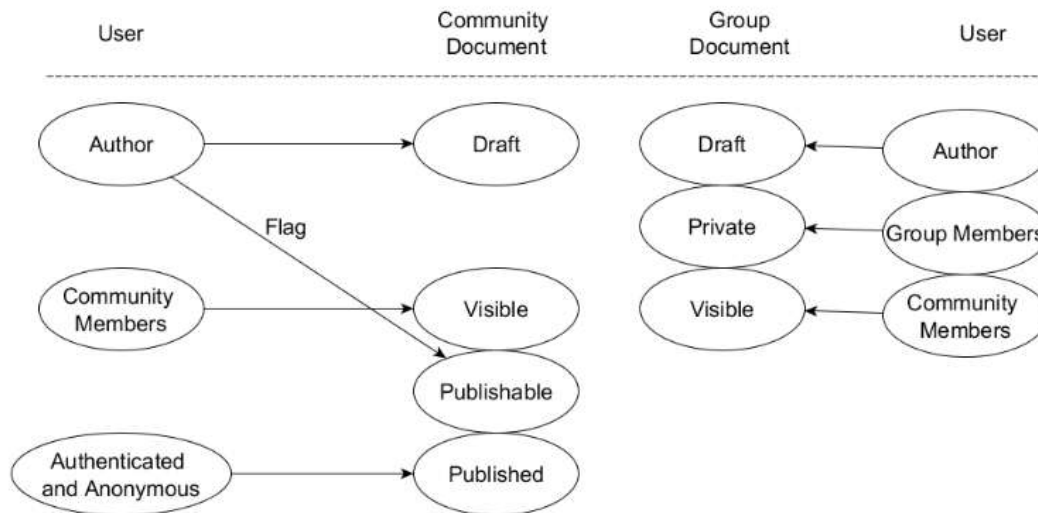 User
Community
Document
Group
Document
User
Author
Draft
Draft
Author
Flag
Private
Group Members
Community
Members
Visible
Visible
Community
Members
Publishable
Authenticated
and Anonymous
Published